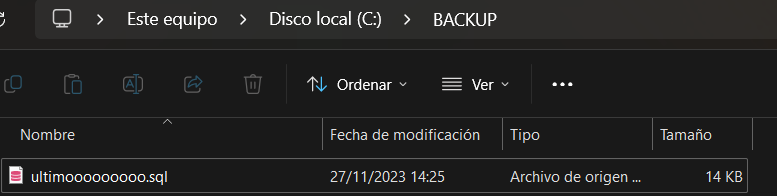 Este equipo > Disco local (C:) > BACKUP
Ordenar Ver
Nombre Fecha de modificación Tipo Tamaño
ultimooooooooo.sql 27/11/2023 14:25 Archivo de origen ... 14 KB